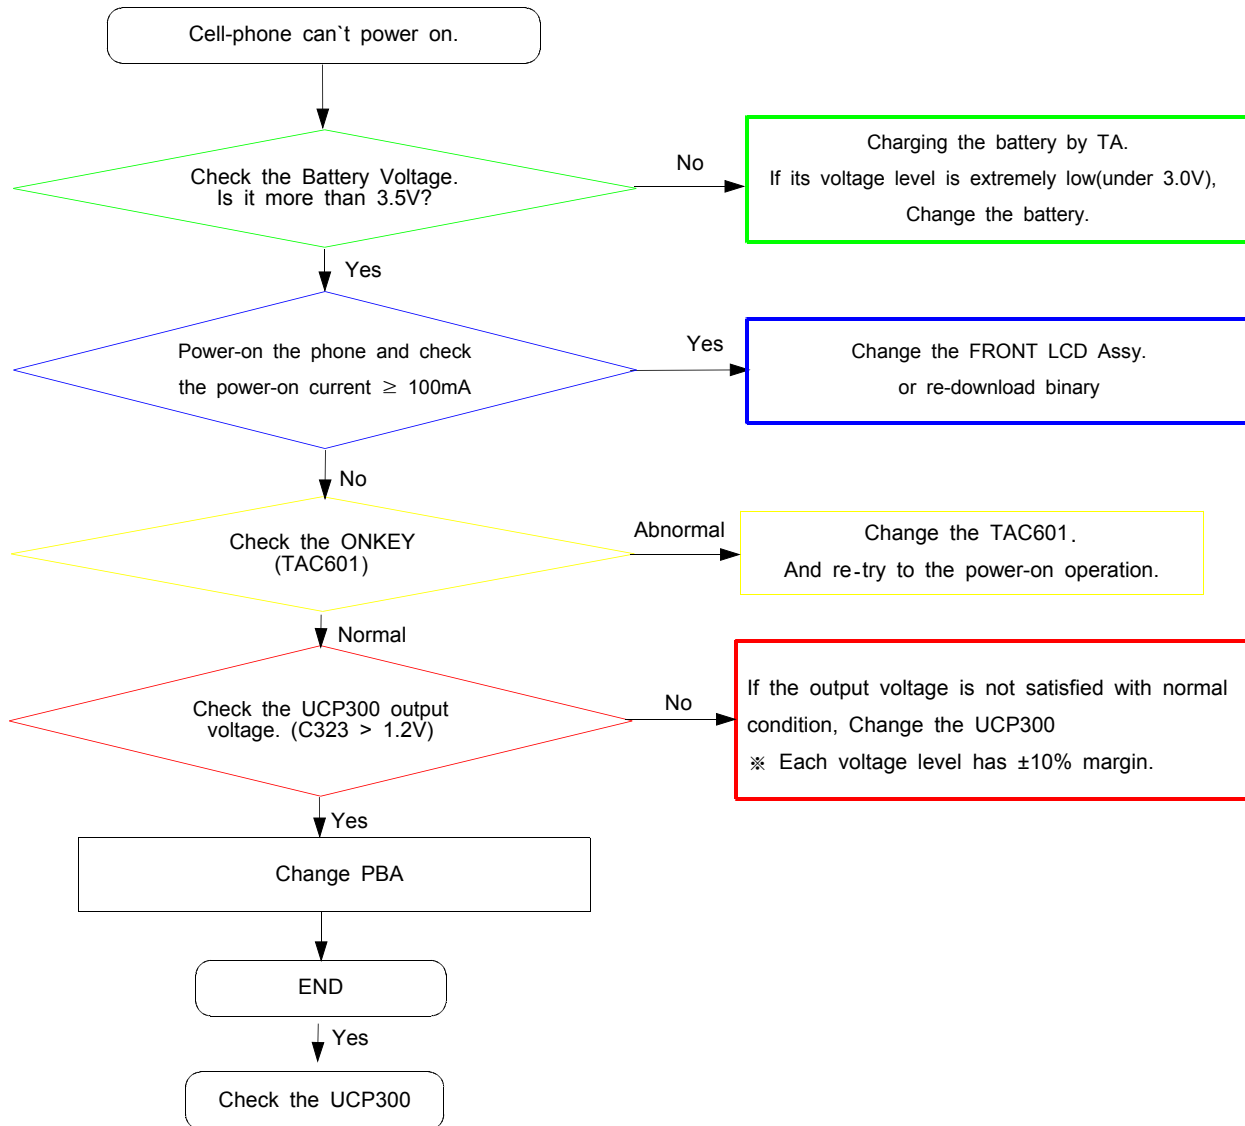 Cell-phone can`t power on.
Check the Battery Voltage.
Is it more than 3.5V?
No
Charging the battery by TA.
If its voltage level is extremely low(under 3.0V),
Change the battery.
Yes
Power-on the phone and check
the power-on current ≥ 100mA
Yes
Change the FRONT LCD Assy.
or re-download binary
No
Check the ONKEY
(TAC601)
Abnormal
Change the TAC601.
And re-try to the power-on operation.
Normal
Check the UCP300 output
voltage. (C323 > 1.2V)
No
If the output voltage is not satisfied with normal
condition, Change the UCP300
※ Each voltage level has ±10% margin.
Yes
Change PBA
END
Yes
Check the UCP300